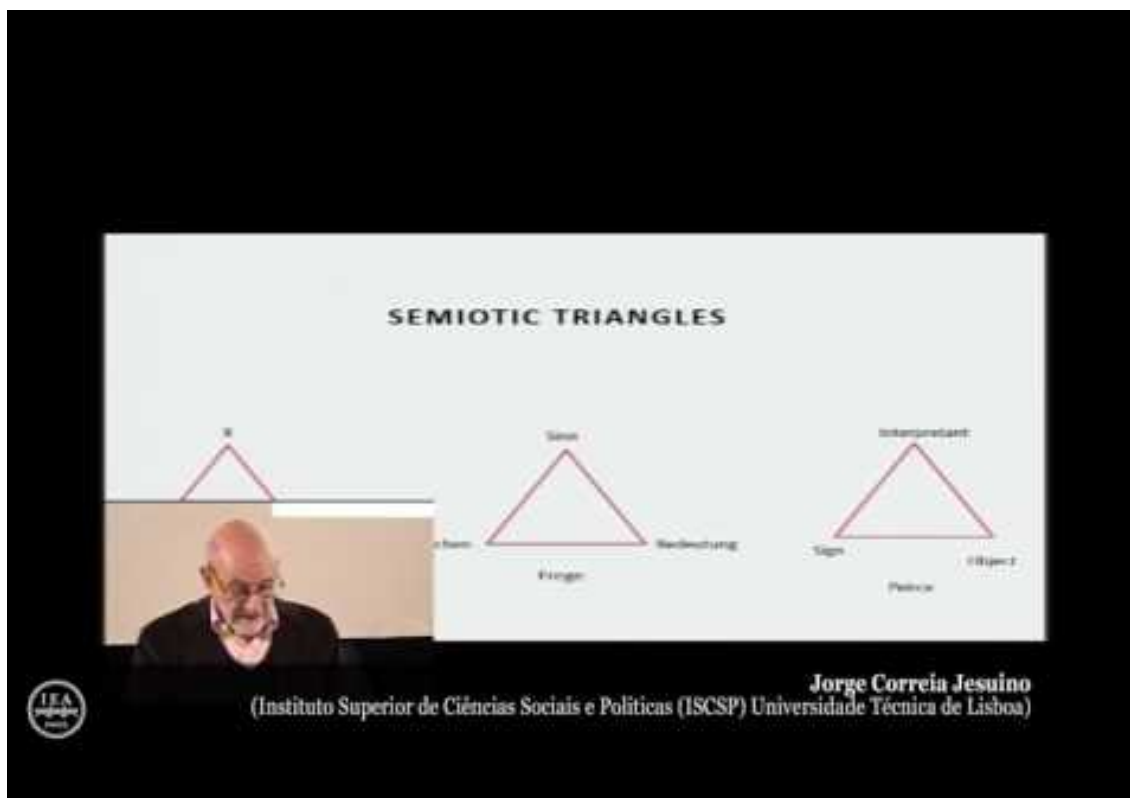 SEMIOTIC TRIANGLES
Sinn
Interpretant
Bedeutung
Sign
Object
Peirce
Jorge Correia Jesuino
(Instituto Superior de Ciências Sociais e Politicas (ISCSP) Universidade Técnica de Lisboa)
IEA